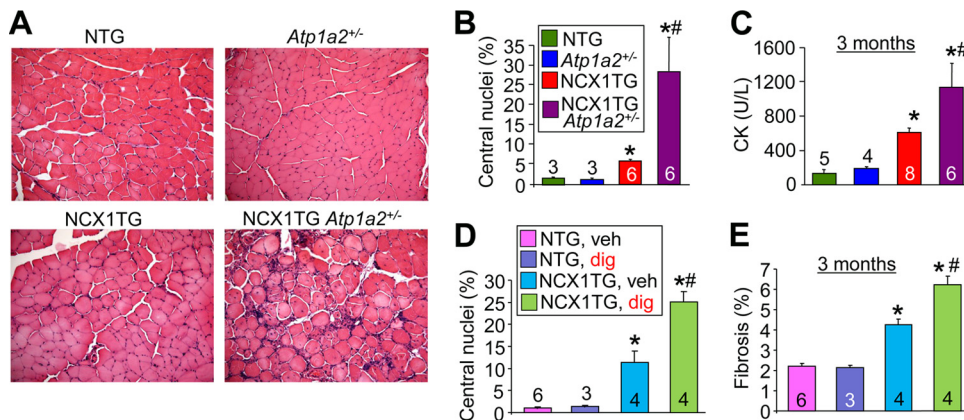 A
NTG
Atp1a2+/-
NCX1TG
NCX1TG Atp1a2+/-
B
Central nuclei (%)
35
30
25
20
15
10
5
0
NTG
Atp1a2+/-
NCX1TG
NCX1TG
Atp1a2+/-
3
3
*
6
*#
6
C
3 months
CK (U/L)
1600
1200
800
400
0
5
4
*
8
*#
6
D
Central nuclei (%)
30
25
20
15
10
5
0
NTG, veh
NTG, dig
NCX1TG, veh
NCX1TG, dig
6
3
*
4
*#
4
E
3 months
Fibrosis (%)
7
6
5
4
3
2
1
0
6
3
*
4
*#
4